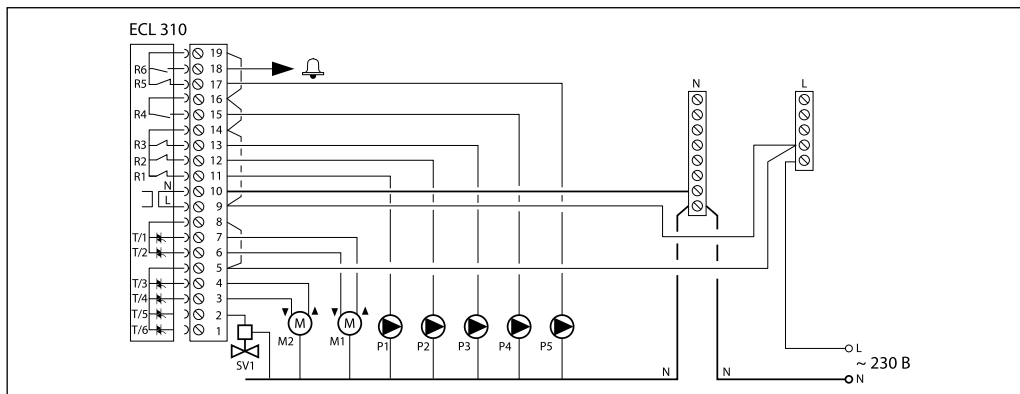 ECL 310
19
R6 18
R5 17
16
R4 15
14
R3 13
R2 12
R1 11
N 10
L 9
8
T/1 7
T/2 6
5
T/3 4
T/4 3
T/5 2
T/6 1
N
L
M
M2
M
M1
P1
P2
P3
P4
P5
SV1
N
N
L
~ 230 В
N